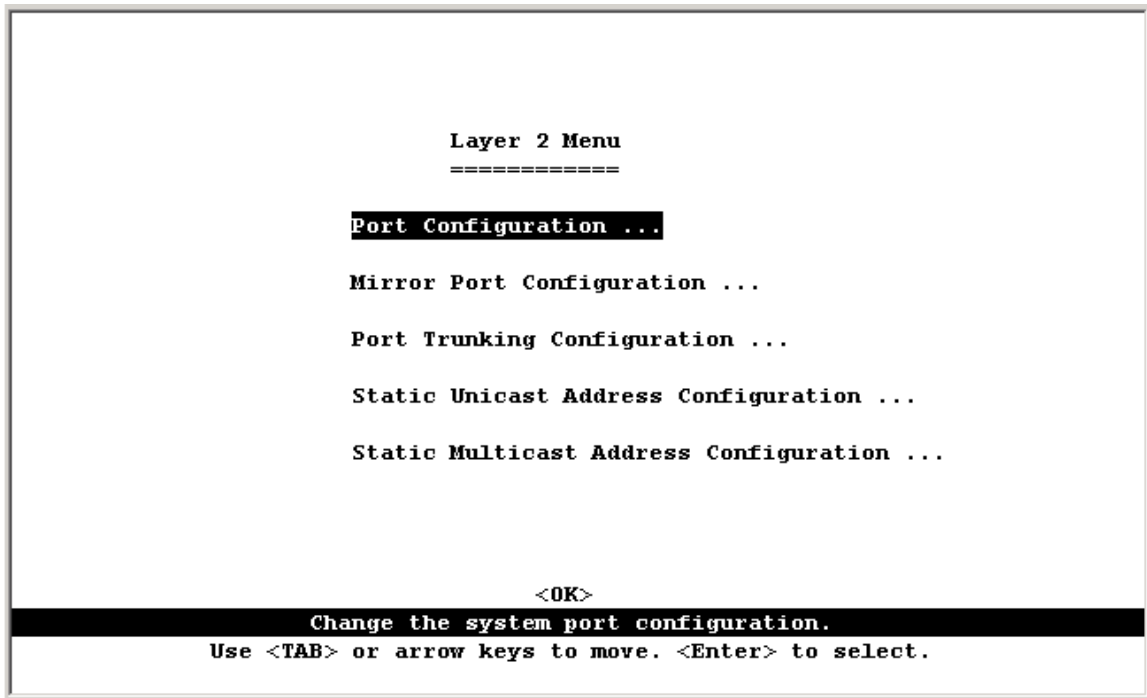 Layer 2 Menu
============
Port Configuration ...
Mirror Port Configuration ...
Port Trunking Configuration ...
Static Unicast Address Configuration ...
Static Multicast Address Configuration ...
<OK>
Change the system port configuration.
Use <TAB> or arrow keys to move. <Enter> to select.